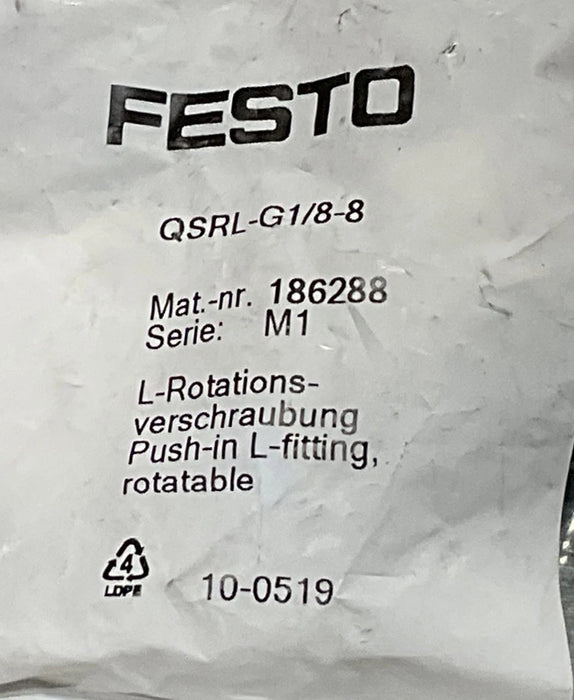 FESTO
QSRL-G1/8-8
Mat.-nr. 186288
Serie: M1
L-Rotations-
verschraubung
Push-in L-fitting,
rotatable
4
LDPE
10-0519